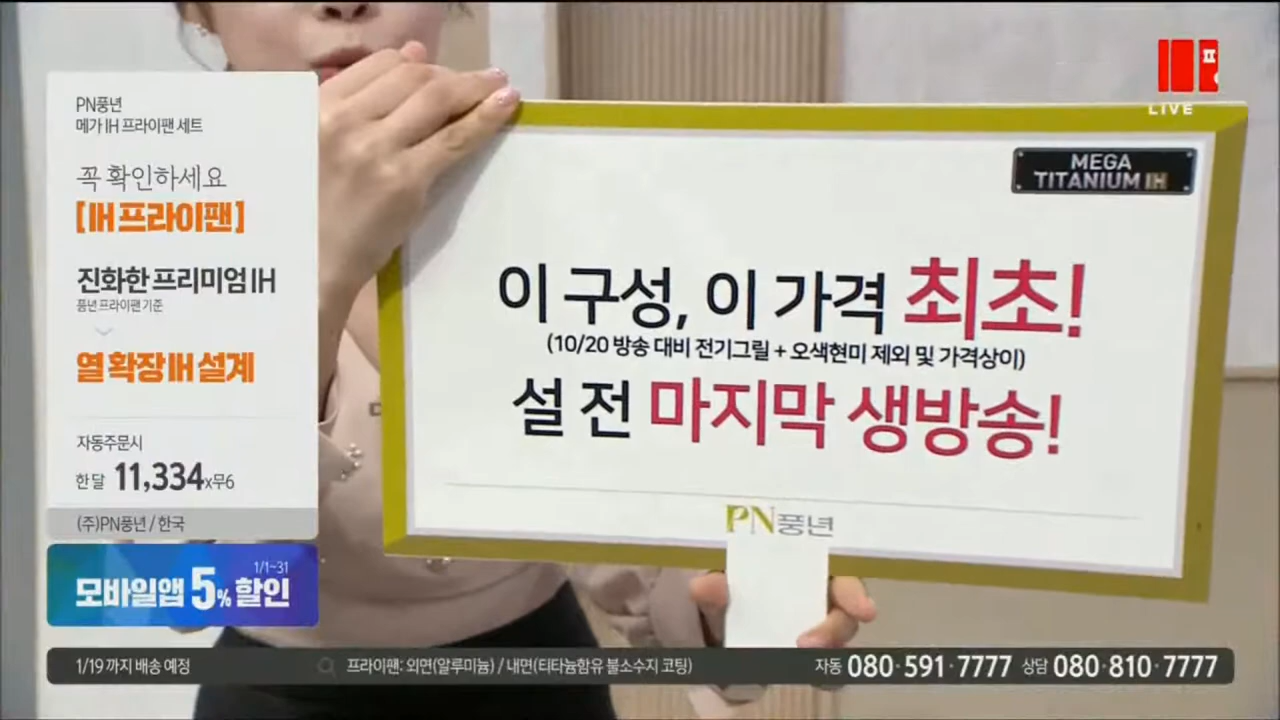 PN풍년
메가 IH 프라이팬 세트
꼭 확인하세요
[IH 프라이팬]
진화한 프리미엄 IH
풍년 프라이팬 기준
열 확장 IH 설계
자동주문시
한 달 11,334x무6
(주)PN풍년 / 한국
1/1~31
모바일앱 5% 할인
LIVE
MEGA
TITANIUM IH
이 구성, 이 가격 최초!
(10/20 방송 대비 전기그릴 + 오색현미 제외 및 가격상이)
설 전 마지막 생방송!
PN풍년
1/19 까지 배송 예정
프라이팬: 외면(알루미늄) / 내면(티타늄함유 불소수지 코팅)
자동 080·591·7777 상담 080·810·7777